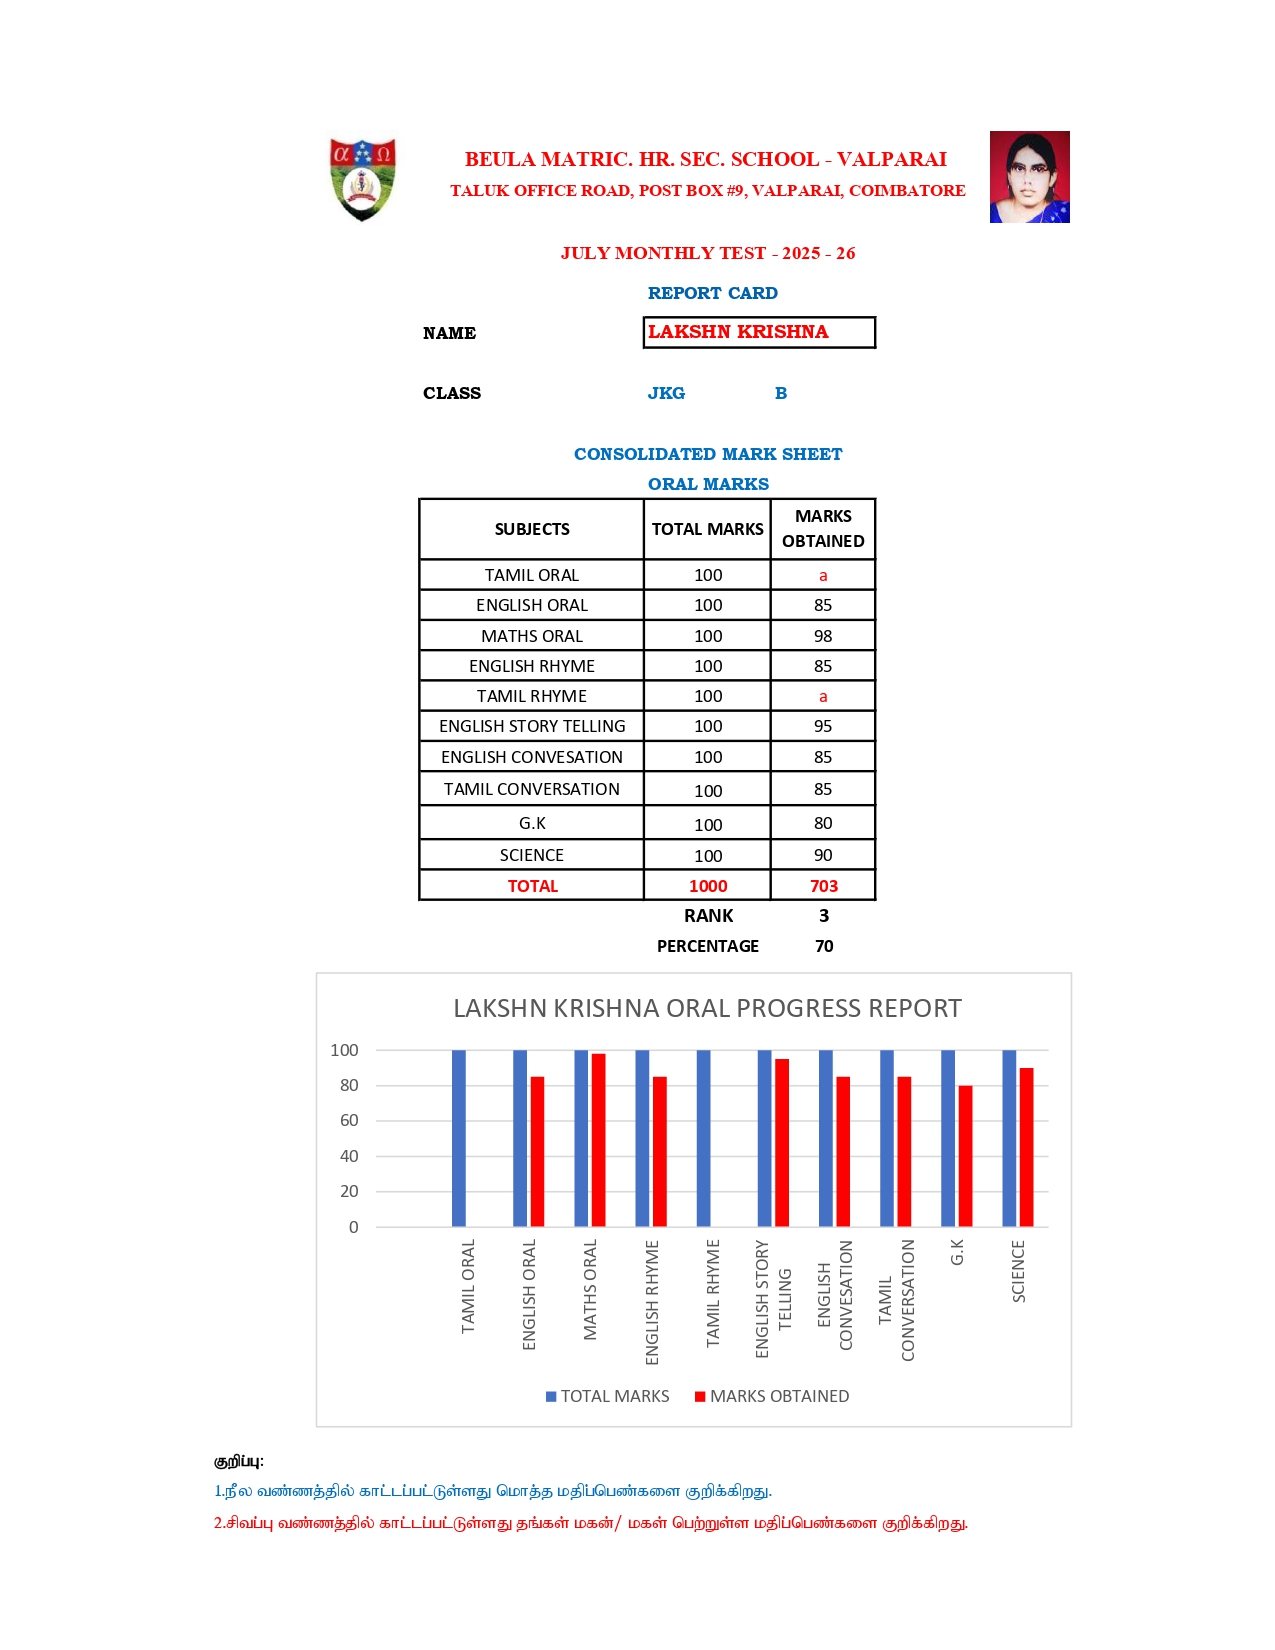 α Ω
BEULA MATRIC. HR. SEC. SCHOOL - VALPARAI
TALUK OFFICE ROAD, POST BOX #9, VALPARAI, COIMBATORE
JULY MONTHLY TEST - 2025 - 26
REPORT CARD
NAME LAKSHN KRISHNA
CLASS JKG B
CONSOLIDATED MARK SHEET
ORAL MARKS
SUBJECTS TOTAL MARKS MARKS OBTAINED
TAMIL ORAL 100 a
ENGLISH ORAL 100 85
MATHS ORAL 100 98
ENGLISH RHYME 100 85
TAMIL RHYME 100 a
ENGLISH STORY TELLING 100 95
ENGLISH CONVESATION 100 85
TAMIL CONVERSATION 100 85
G.K 100 80
SCIENCE 100 90
TOTAL 1000 703
RANK 3
PERCENTAGE 70
LAKSHN KRISHNA ORAL PROGRESS REPORT
100
80
60
40
20
0
TAMIL ORAL
ENGLISH ORAL
MATHS ORAL
ENGLISH RHYME
TAMIL RHYME
ENGLISH STORY TELLING
ENGLISH CONVESATION
TAMIL CONVERSATION
G.K
SCIENCE
TOTAL MARKS MARKS OBTAINED
குறிப்பு:
1.நீல வண்ணத்தில் காட்டப்பட்டுள்ளது மொத்த மதிப்பெண்களை குறிக்கிறது.
2.சிவப்பு வண்ணத்தில் காட்டப்பட்டுள்ளது தங்கள் மகன்/ மகள் பெற்றுள்ள மதிப்பெண்களை குறிக்கிறது.